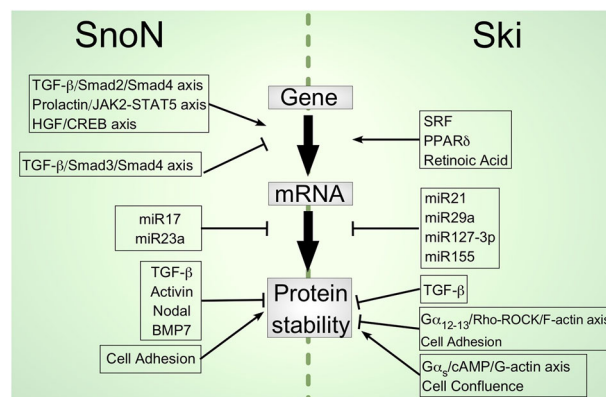 SnoN
Ski
TGF-β/Smad2/Smad4 axis
Prolactin/JAK2-STAT5 axis
HGF/CREB axis
TGF-β/Smad3/Smad4 axis
Gene
SRF
PPARδ
Retinoic Acid
mRNA
miR17
miR23a
miR21
miR29a
miR127-3p
miR155
TGF-β
Activin
Nodal
BMP7
Cell Adhesion
Protein
stability
TGF-β
Gα12-13/Rho-ROCK/F-actin axis
Cell Adhesion
Gαs/cAMP/G-actin axis
Cell Confluence